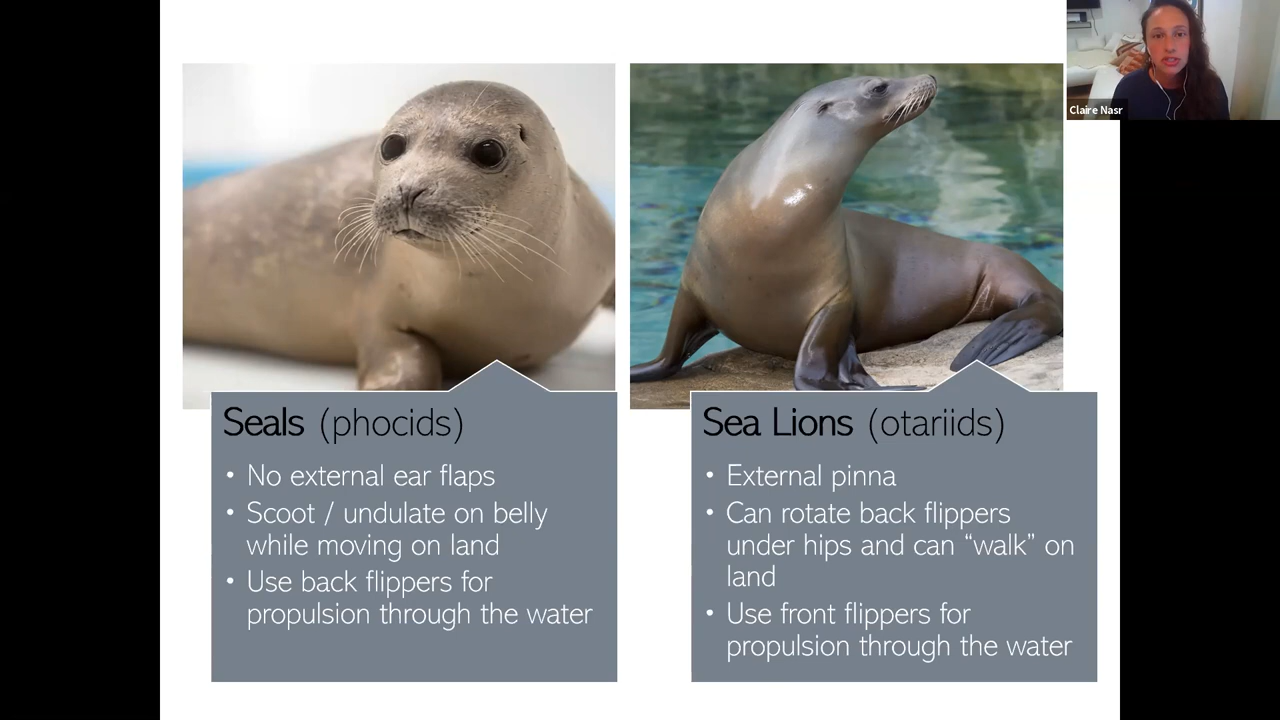 Claire Nasr
Seals (phocids)
• No external ear flaps
• Scoot / undulate on belly
while moving on land
• Use back flippers for
propulsion through the water
Sea Lions (otariids)
• External pinna
• Can rotate back flippers
under hips and can “walk” on
land
• Use front flippers for
propulsion through the water